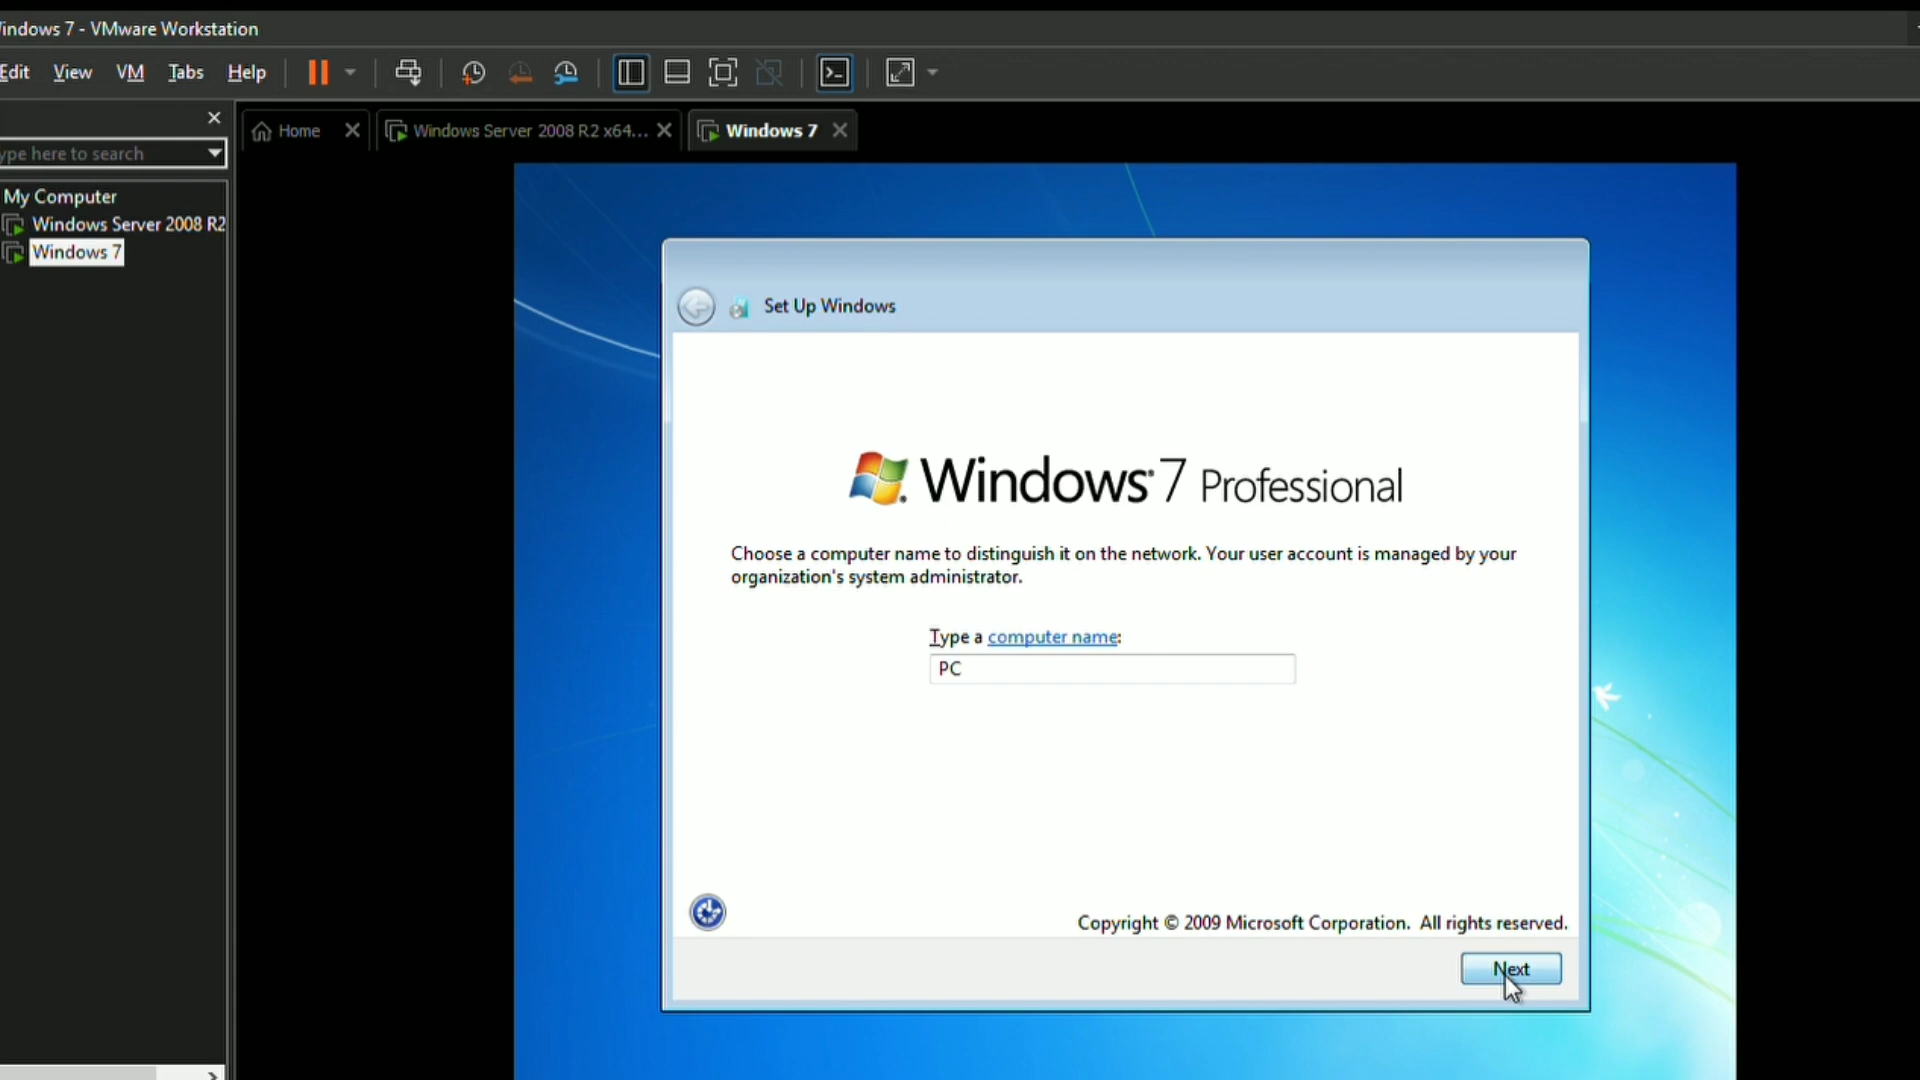 indows 7 - VMware Workstation
Edit View VM Tabs Help
Home
Windows Server 2008 R2 x64...
Windows 7
ype here to search
My Computer
Windows Server 2008 R2
Windows 7
Set Up Windows
Windows 7 Professional
Choose a computer name to distinguish it on the network. Your user account is managed by your
organization's system administrator.
Type a computer name:
PC
Copyright © 2009 Microsoft Corporation. All rights reserved.
Next